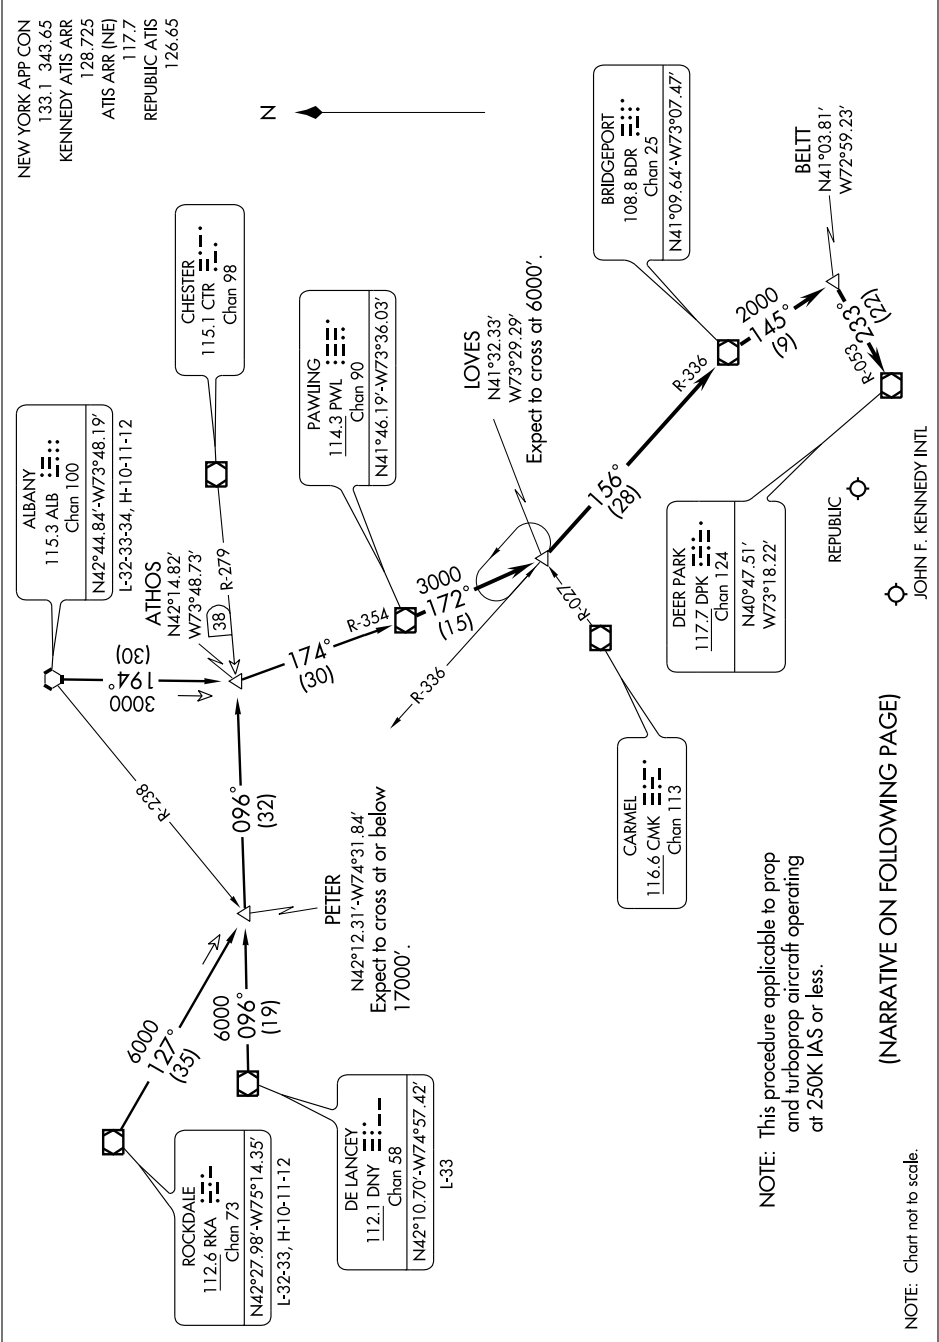 NEW YORK APP CON
133.1 343.65
KENNEDY ATIS ARR
128.725
ATIS ARR (NE)
117.7
REPUBLIC ATIS
126.65
N
ALBANY
115.3 ALB
Chan 100
N42°44.84'-W73°48.19'
L-32-33-34, H-10-11-12
CHESTER
115.1 CTR
Chan 98
ATHOS
N42°14.82'
W73°48.73'
38
R-279
3000
194°
(30)
R-238
ROCKDALE
112.6 RKA
Chan 73
N42°27.98'-W75°14.35'
L-32-33, H-10-11-12
6000
127°
(35)
DE LANCEY
112.1 DNY
Chan 58
N42°10.70'-W74°57.42'
L-33
6000
096°
(19)
PETER
N42°12.31'-W74°31.84'
Expect to cross at or below
17000'.
096°
(32)
174°
(30)
R-354
PAWLING
114.3 PWL
Chan 90
N41°46.19'-W73°36.03'
3000
172°
(15)
R-336
LOVES
N41°32.33'
W73°29.29'
Expect to cross at 6000'.
R-027
CARMEL
116.6 CMK
Chan 113
156°
(28)
R-336
BRIDGEPORT
108.8 BDR
Chan 25
N41°09.64'-W73°07.47'
2000
145°
(9)
BELTT
N41°03.81'
W72°59.23'
233°
(22)
R-053
DEER PARK
117.7 DPK
Chan 124
N40°47.51'
W73°18.22'
REPUBLIC
JOHN F. KENNEDY INTL
NOTE: This procedure applicable to prop
and turboprop aircraft operating
at 250K IAS or less.
(NARRATIVE ON FOLLOWING PAGE)
NOTE: Chart not to scale.